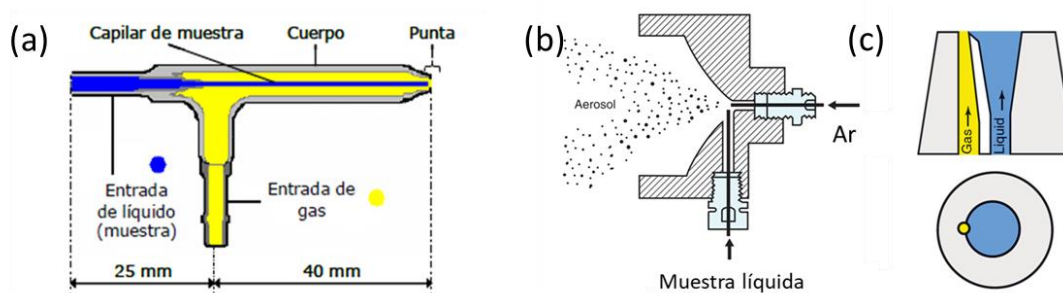 (a)
Capilar de muestra
Cuerpo
Punta
Entrada
de líquido
(muestra)
Entrada de
gas
25 mm
40 mm
(b)
Aerosol
Ar
Muestra líquida
(c)
Gas
Liquid